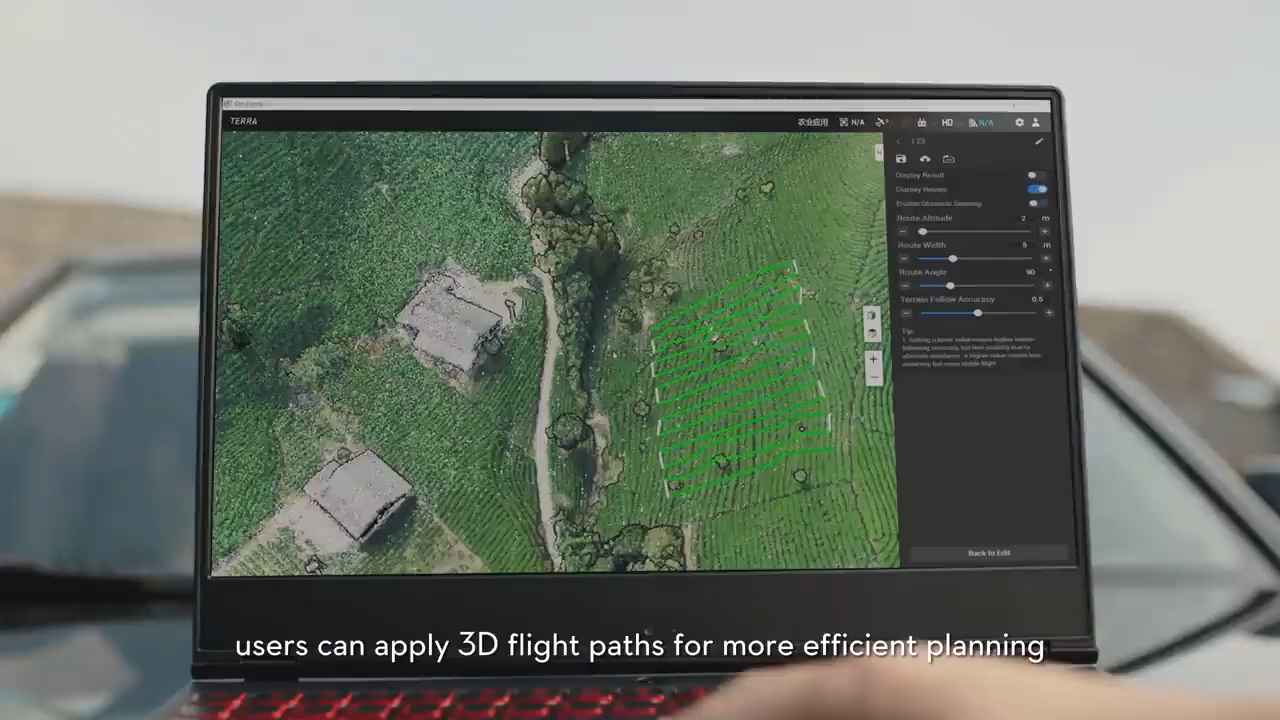 TERRA
农业应用 N/A HD N/A
123
Display Result
Display Routes
Enable Obstacle Sensing
Route Altitude 2 m
Route Width 5 m
Route Angle 90 °
Terrain Follow Accuracy 0.5
Tip:
Back to Edit
users can apply 3D flight paths for more efficient planning